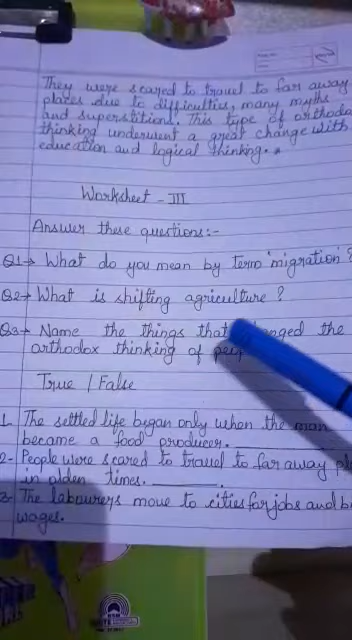 They were scared to travel to far away
places due to difficulties, many myths
and superstitions. This type of orthodo
thinking underwent a great change with
education and logical thinking.
Worksheet - III
Answer these questions:-
Q1→ What do you mean by term 'migration'?
Q2→ What is shifting agriculture?
Q3→ Name the things that the
orthodox thinking of
True / False
1. The settled life began only when the man
became a food producer.
2- People were scared to travel to far away
in olden times.
3- The labourers move to cities for jobs and
wages.